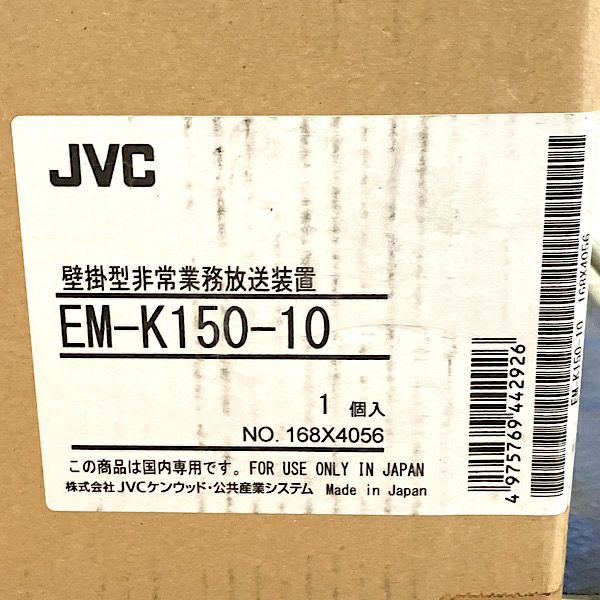 JVC
壁掛型非常業務放送装置
EM-K150-10
1 個入
NO. 168X4056
この商品は国内専用です。FOR USE ONLY IN JAPAN
株式会社JVCケンウッド・公共産業システム Made in Japan
4 975769 442926
EM-K150-10 168X4056